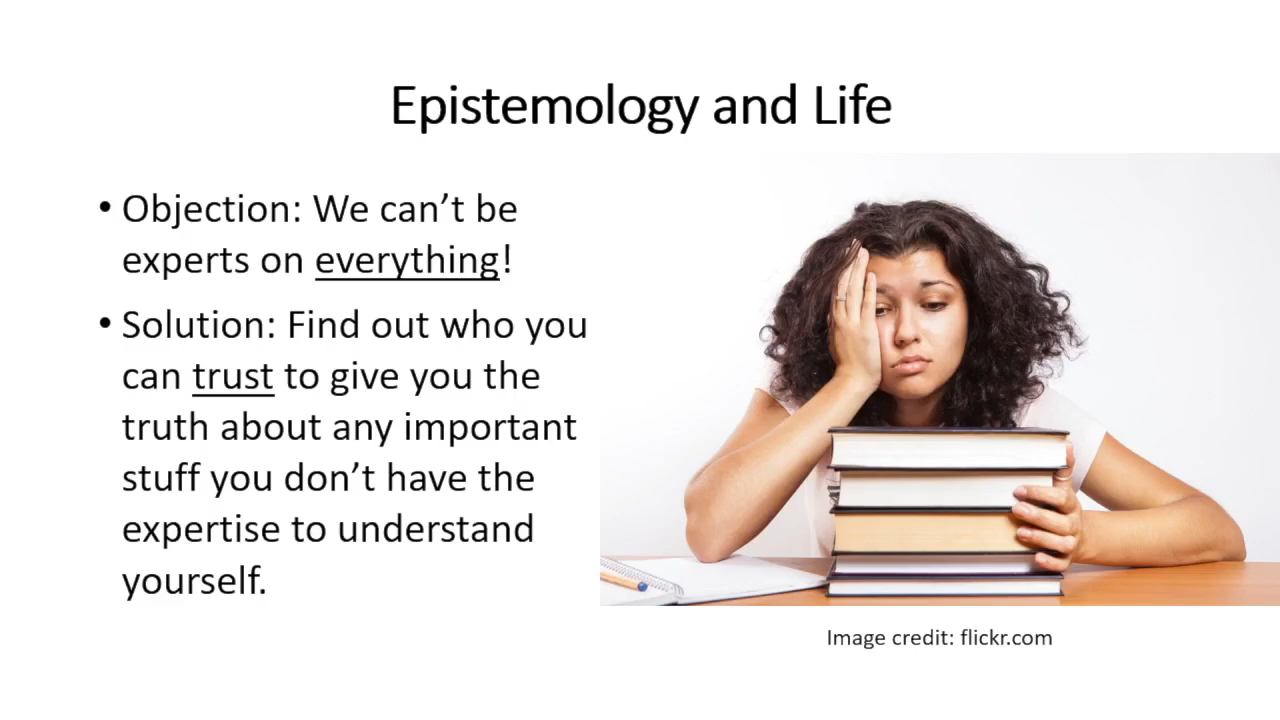 Epistemology and Life
• Objection: We can’t be
experts on everything!
• Solution: Find out who you
can trust to give you the
truth about any important
stuff you don’t have the
expertise to understand
yourself.
Image credit: flickr.com